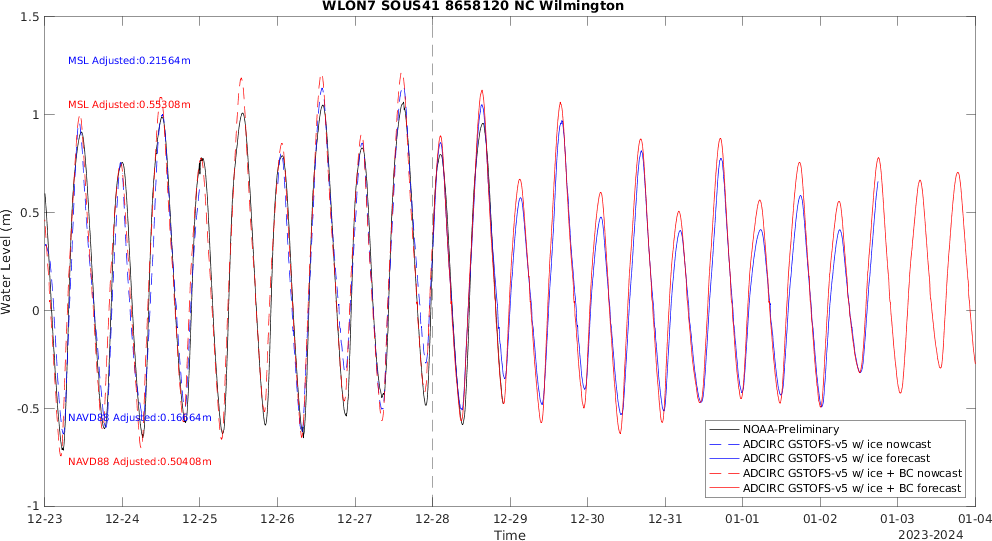 WLON7 SOUS41 8658120 NC Wilmington
1.5
1
0.5
0
-0.5
-1
Water Level (m)
MSL Adjusted:0.21564m
MSL Adjusted:0.55308m
NAVD88 Adjusted:0.16664m
NAVD88 Adjusted:0.50408m
NOAA-Preliminary
ADCIRC GSTOFS-v5 w/ ice nowcast
ADCIRC GSTOFS-v5 w/ ice forecast
ADCIRC GSTOFS-v5 w/ ice + BC nowcast
ADCIRC GSTOFS-v5 w/ ice + BC forecast
12-23 12-24 12-25 12-26 12-27 12-28 12-29 12-30 12-31 01-01 01-02 01-03 01-04
Time
2023-2024